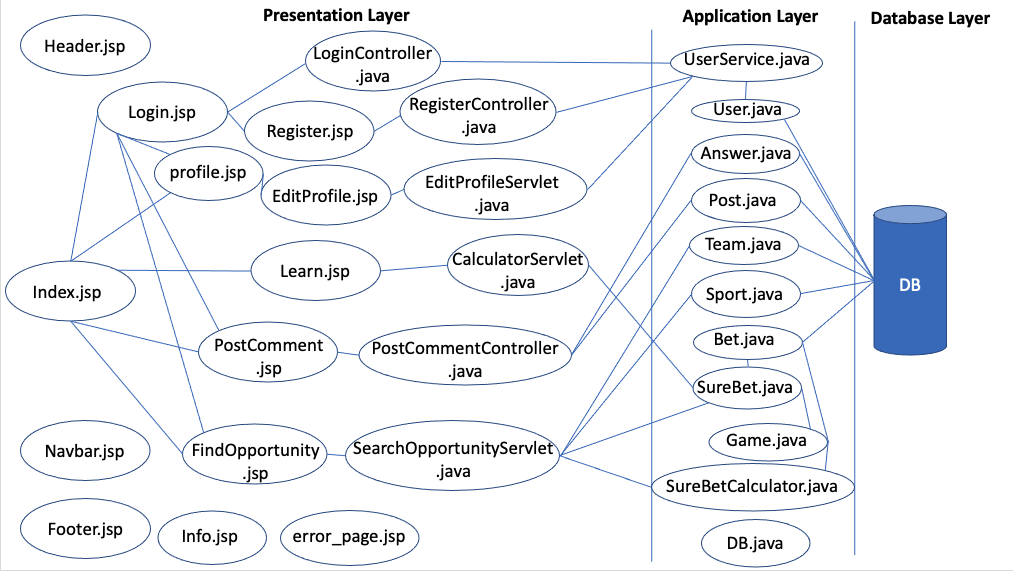 Presentation Layer
Application Layer
Database Layer
Header.jsp
LoginController
.java
UserService.java
Login.jsp
RegisterController
.java
User.java
Register.jsp
Answer.java
profile.jsp
EditProfile.jsp
EditProfileServlet
.java
Post.java
Team.java
Learn.jsp
CalculatorServlet
.java
Index.jsp
Sport.java
DB
PostComment
.jsp
PostCommentController
.java
Bet.java
SureBet.java
Navbar.jsp
FindOpportunity
.jsp
SearchOpportunityServlet
.java
Game.java
SureBetCalculator.java
Footer.jsp
Info.jsp
error_page.jsp
DB.java